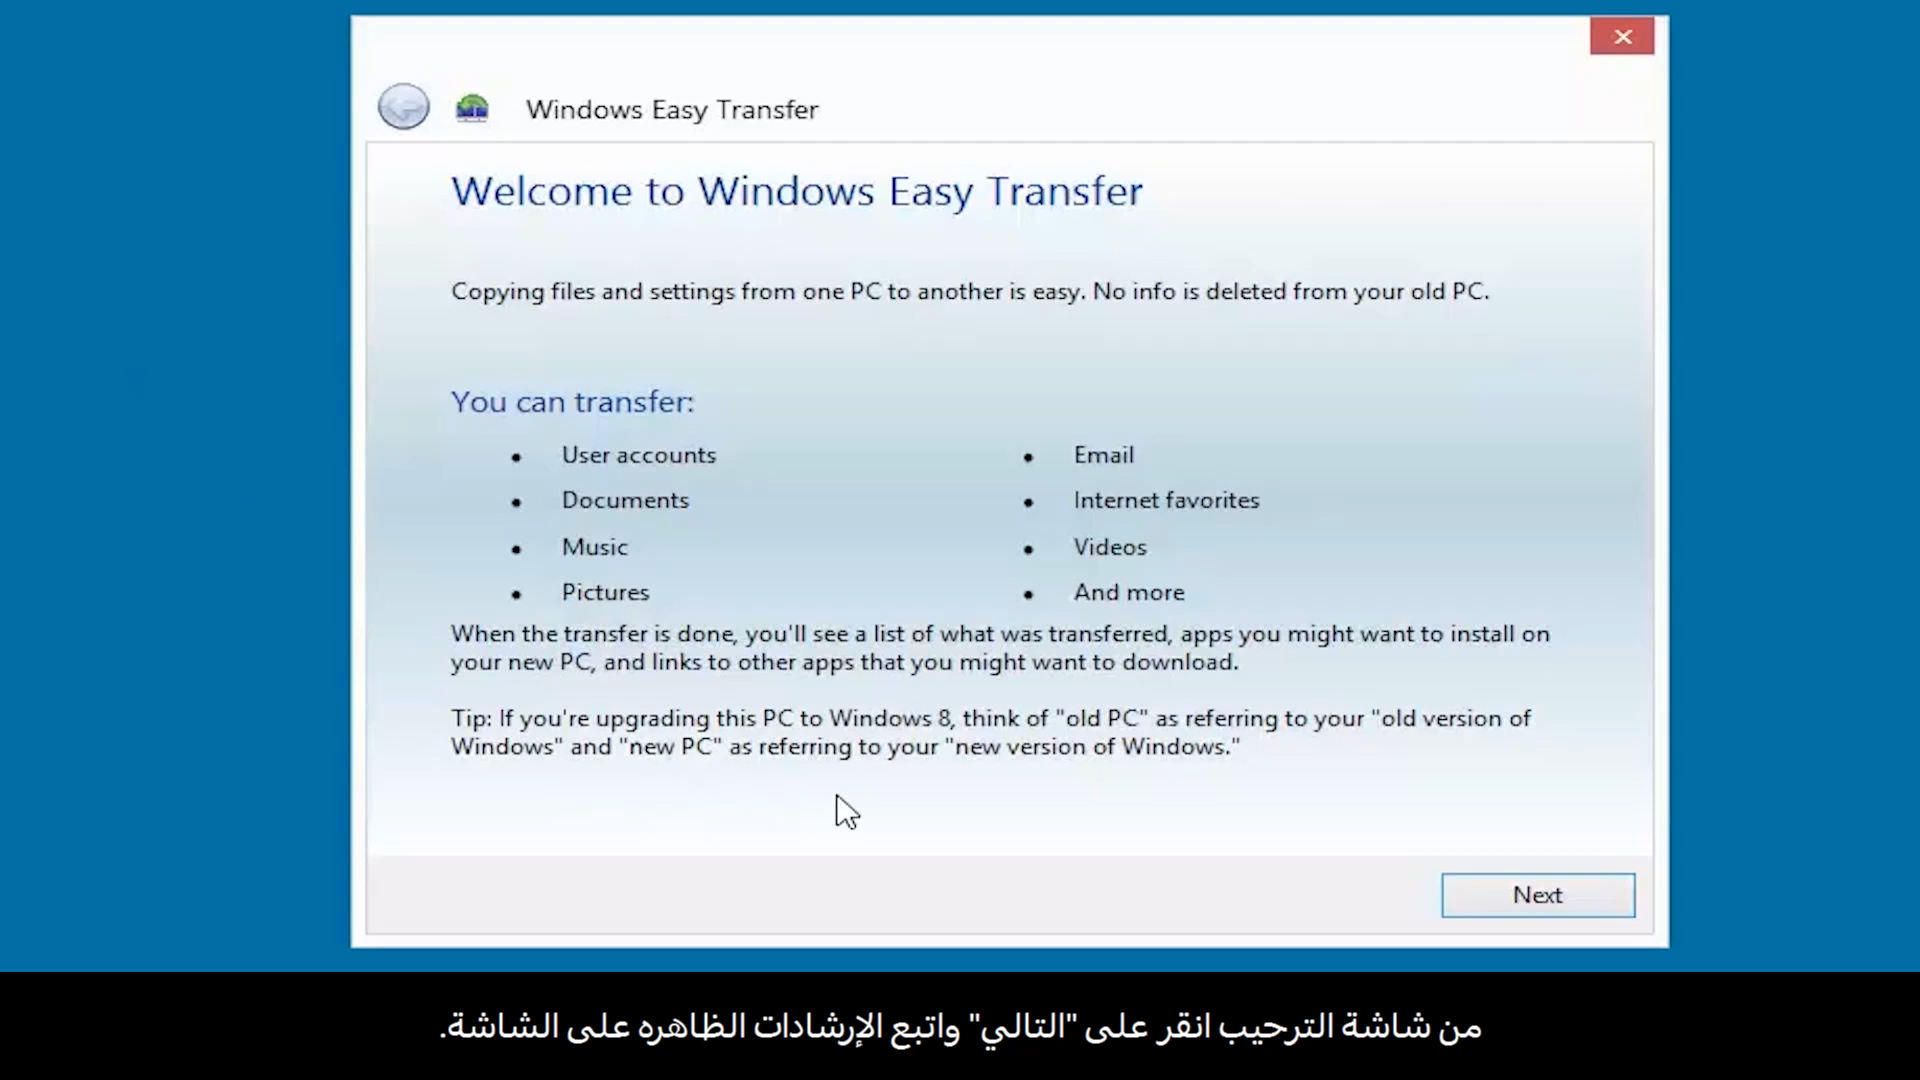 Windows Easy Transfer
Welcome to Windows Easy Transfer
Copying files and settings from one PC to another is easy. No info is deleted from your old PC.
You can transfer:
• User accounts
• Documents
• Music
• Pictures
• Email
• Internet favorites
• Videos
• And more
When the transfer is done, you'll see a list of what was transferred, apps you might want to install on
your new PC, and links to other apps that you might want to download.
Tip: If you're upgrading this PC to Windows 8, think of "old PC" as referring to your "old version of
Windows" and "new PC" as referring to your "new version of Windows."
Next
من شاشة الترحيب انقر على "التالي" واتبع الإرشادات الظاهره على الشاشة.